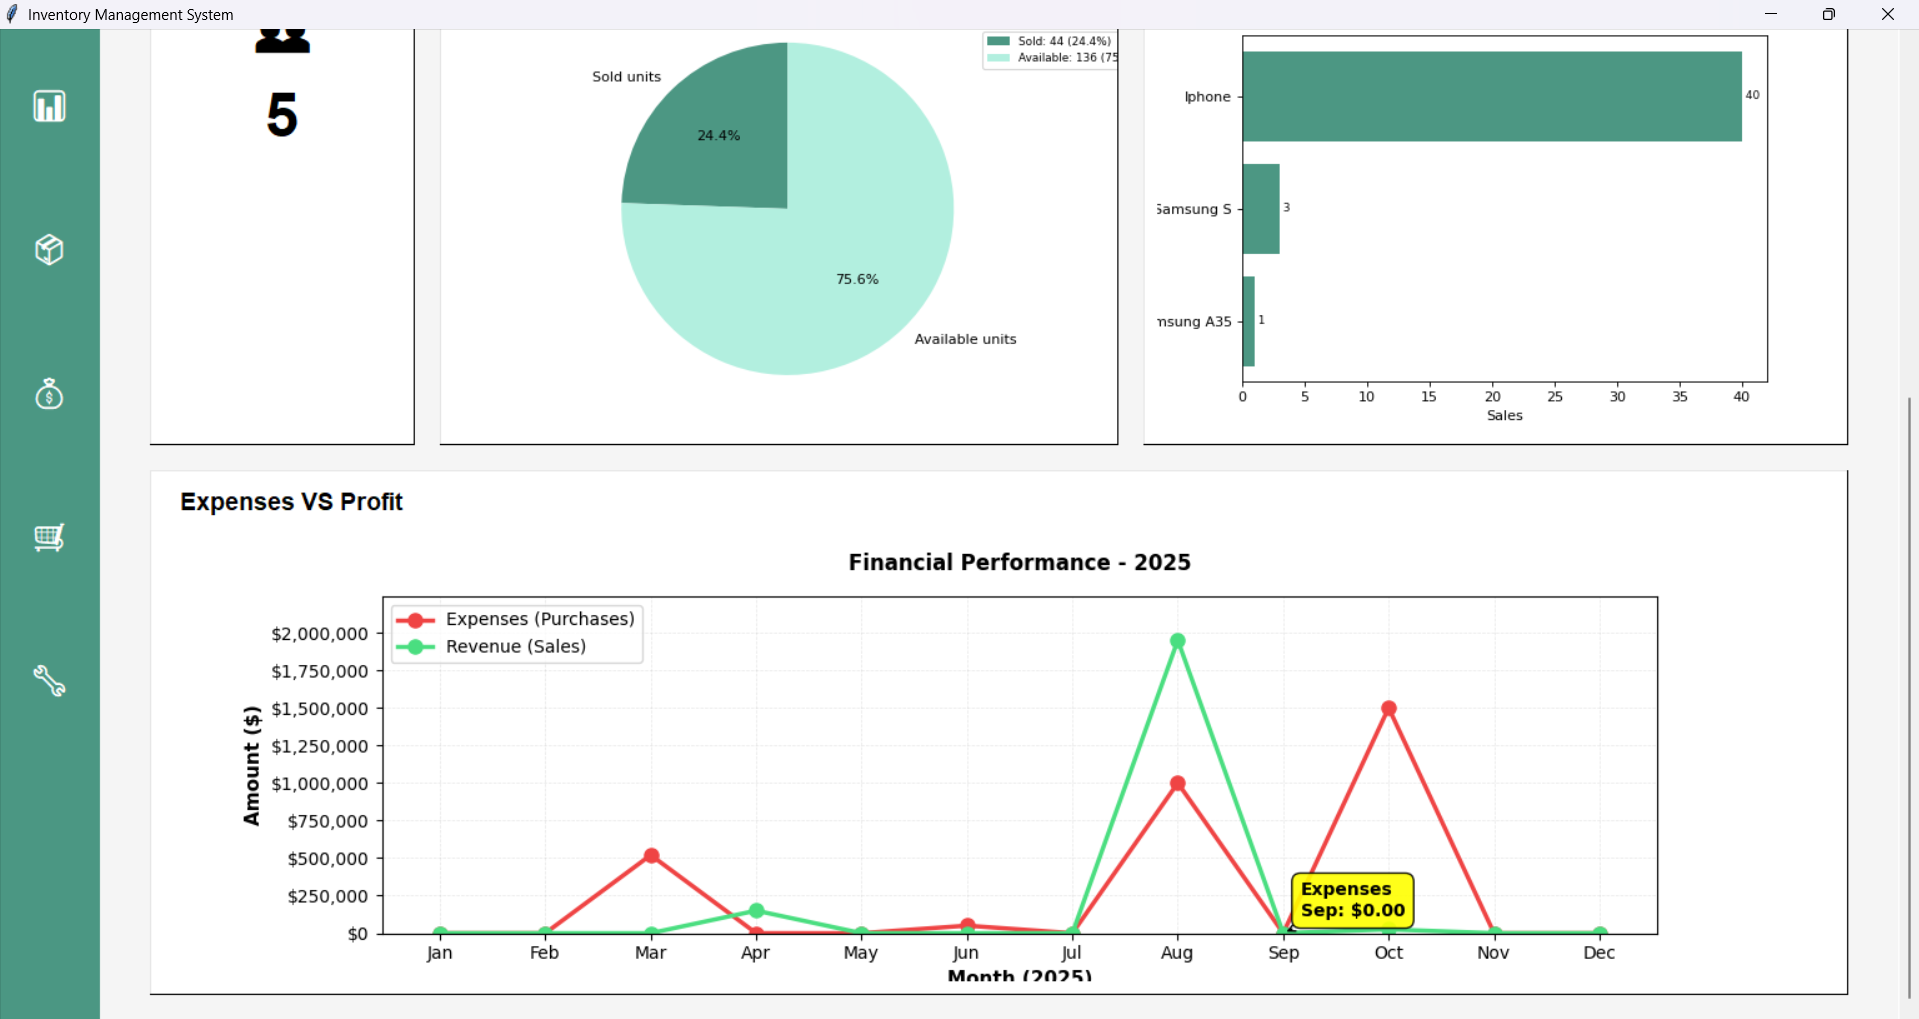 Inventory Management System
5
Sold: 44 (24.4%)
Available: 136 (75
Sold units
24.4%
75.6%
Available units
Iphone
40
Samsung S
3
msung A35
1
0 5 10 15 20 25 30 35 40
Sales
Expenses VS Profit
Financial Performance - 2025
Expenses (Purchases)
Revenue (Sales)
Amount ($)
$2,000,000
$1,750,000
$1,500,000
$1,250,000
$1,000,000
$750,000
$500,000
$250,000
$0
Expenses
Sep: $0.00
Jan Feb Mar Apr May Jun Jul Aug Sep Oct Nov Dec
Month (2025)